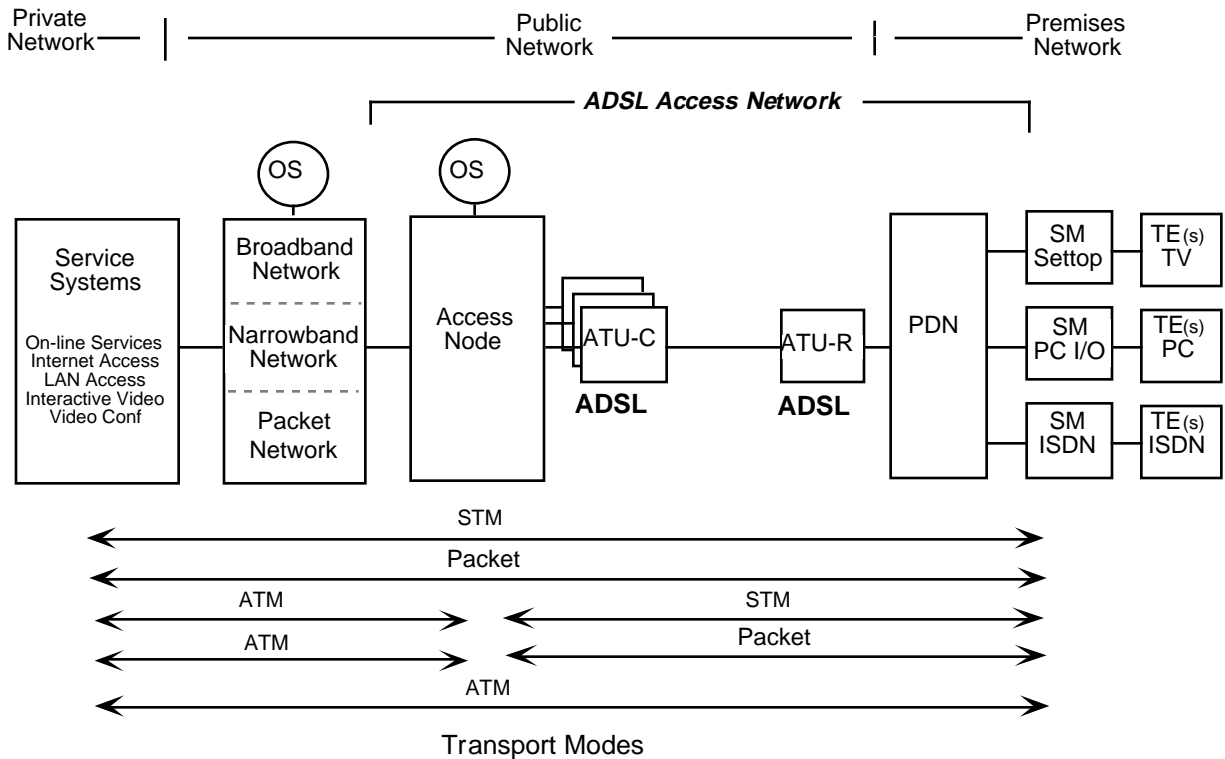 Private Network
Public Network
Premises Network
ADSL Access Network
OS
OS
Service Systems
On-line Services
Internet Access
LAN Access
Interactive Video
Video Conf
Broadband Network
Narrowband Network
Packet Network
Access Node
ATU-C
ADSL
ATU-R
ADSL
PDN
SM Settop
TE(s) TV
SM PC I/O
TE(s) PC
SM ISDN
TE(s) ISDN
STM
Packet
ATM
STM
ATM
Packet
ATM
Transport Modes